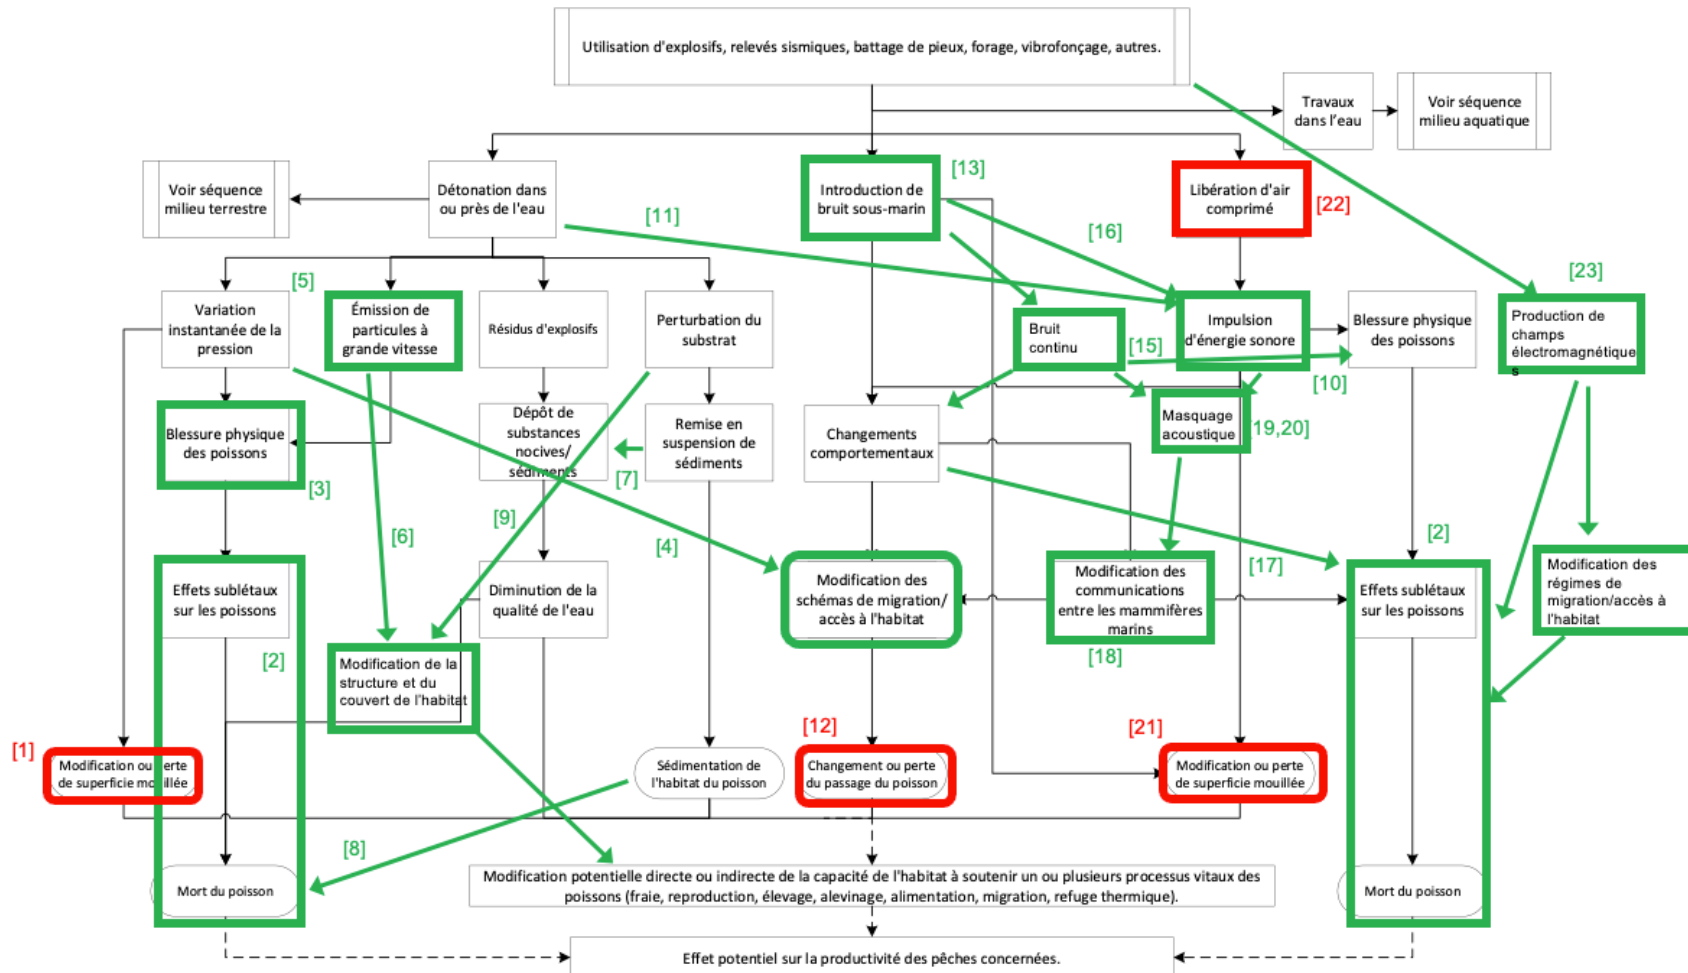 Utilisation d'explosifs, relevés sismiques, battage de pieux, forage, vibrofonçage, autres.
Travaux
dans l'eau
Voir séquence
milieu aquatique
Voir séquence
milieu terrestre
Détonation dans
ou près de l'eau
[11]
Introduction de
bruit sous-marin
[13]
[16]
Libération d'air
comprimé
[22]
[23]
Variation
instantanée de la
pression
[5]
Émission de
particules à
grande vitesse
Résidus d'explosifs
Perturbation du
substrat
Bruit
continu
[15]
Impulsion
d'énergie sonore
Blessure physique
des poissons
[10]
Production de
champs
électromagnétique
s
Blessure physique
des poissons
[3]
Dépôt de
substances
nocives/
sédiments
[7]
Remise en
suspension de
sédiments
Changements
comportementaux
Masquage
acoustique
[19,20]
[6]
[9]
[4]
[17]
[2]
Effets sublétaux
sur les poissons
[2]
Diminution de la
qualité de l'eau
Modification des
schémas de migration/
accès à l'habitat
Modification des
communications
entre les mammifères
marins
[18]
Effets sublétaux
sur les poissons
Modification des
régimes de
migration/accès à
l'habitat
Modification de la
structure et du
couvert de l'habitat
[1]
Modification ou perte
de superficie mouillée
Sédimentation de
l'habitat du poisson
[12]
Changement ou perte
du passage du poisson
[21]
Modification ou perte
de superficie mouillée
[8]
Mort du poisson
Modification potentielle directe ou indirecte de la capacité de l'habitat à soutenir un ou plusieurs processus vitaux des
poissons (fraie, reproduction, élevage, alevinage, alimentation, migration, refuge thermique).
Mort du poisson
Effet potentiel sur la productivité des pêches concernées.